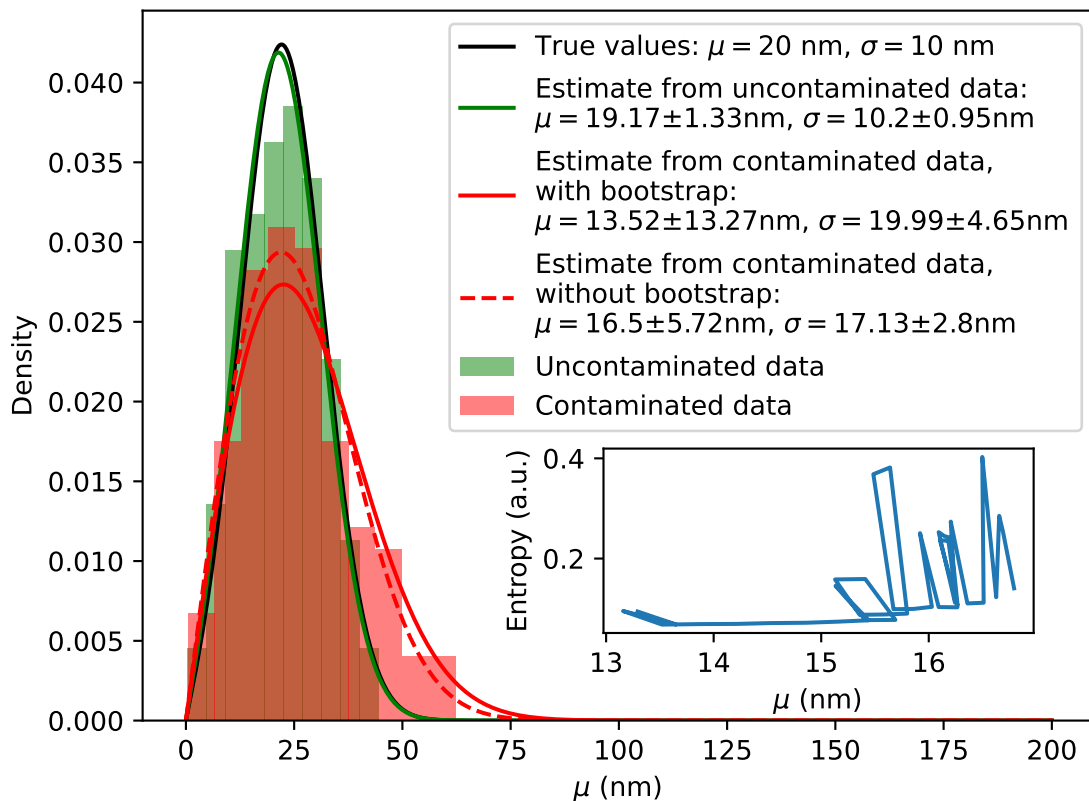 True values: μ = 20 nm, σ = 10 nm
Estimate from uncontaminated data:
μ = 19.17±1.33nm, σ = 10.2±0.95nm
Estimate from contaminated data,
with bootstrap:
μ = 13.52±13.27nm, σ = 19.99±4.65nm
Estimate from contaminated data,
without bootstrap:
μ = 16.5±5.72nm, σ = 17.13±2.8nm
Uncontaminated data
Contaminated data
Density
0.040
0.035
0.030
0.025
0.020
0.015
0.010
0.005
0.000
0 25 50 75 100 125 150 175 200
μ (nm)
Entropy (a.u.)
0.4
0.2
13 14 15 16
μ (nm)